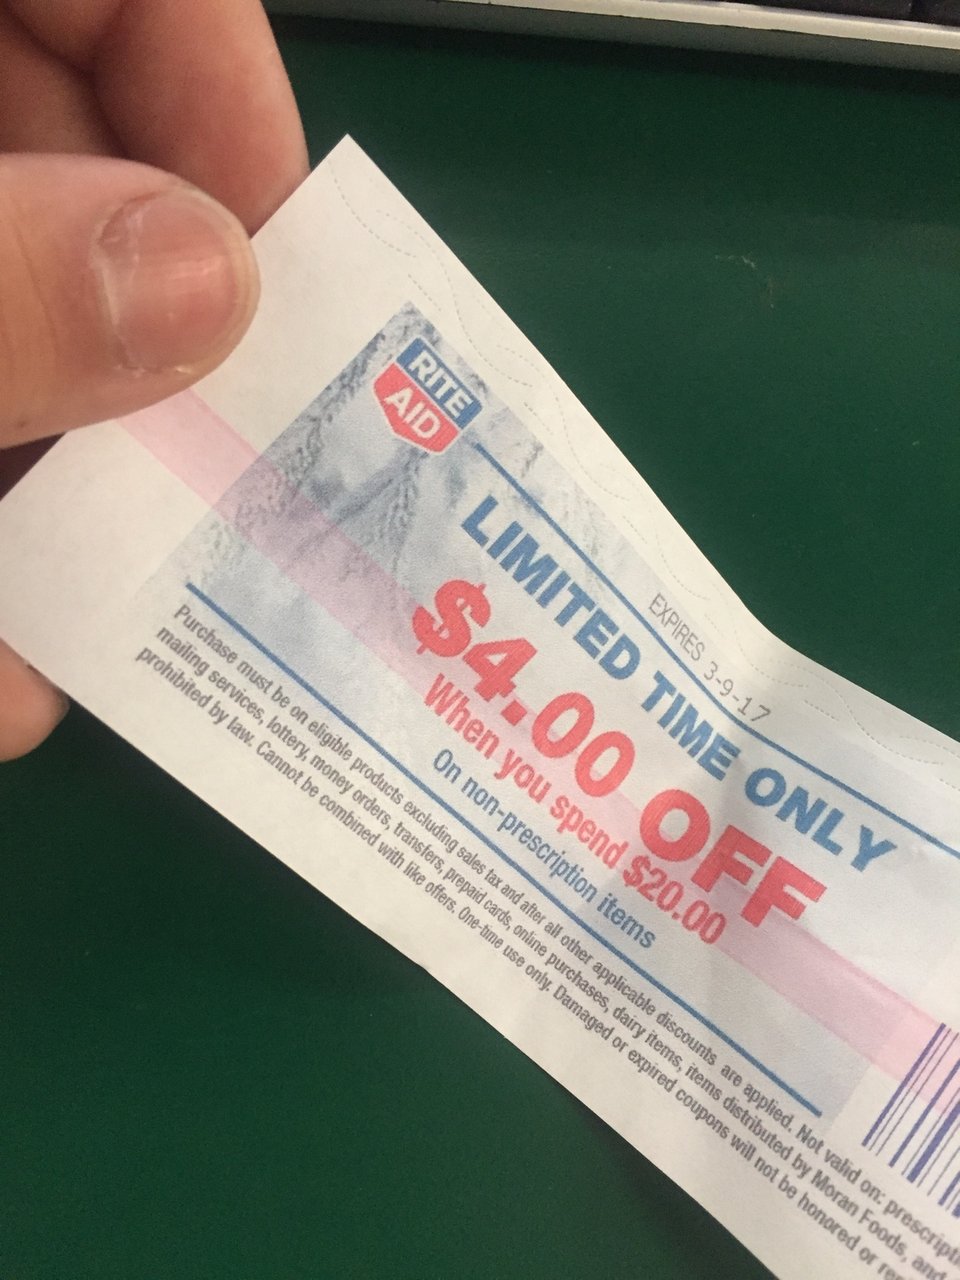 RITE
AID
EXPIRES 3-9-17
LIMITED TIME ONLY
$4.00 OFF
When you spend $20.00
On non-prescription items
Purchase must be on eligible products excluding sales tax and after all other applicable discounts are applied. Not valid on: prescripti
mailing services, lottery, money orders, transfers, prepaid cards, online purchases, dairy items, items distributed by Moran Foods, and
prohibited by law. Cannot be combined with like offers. One-time use only. Damaged or expired coupons will not be honored or